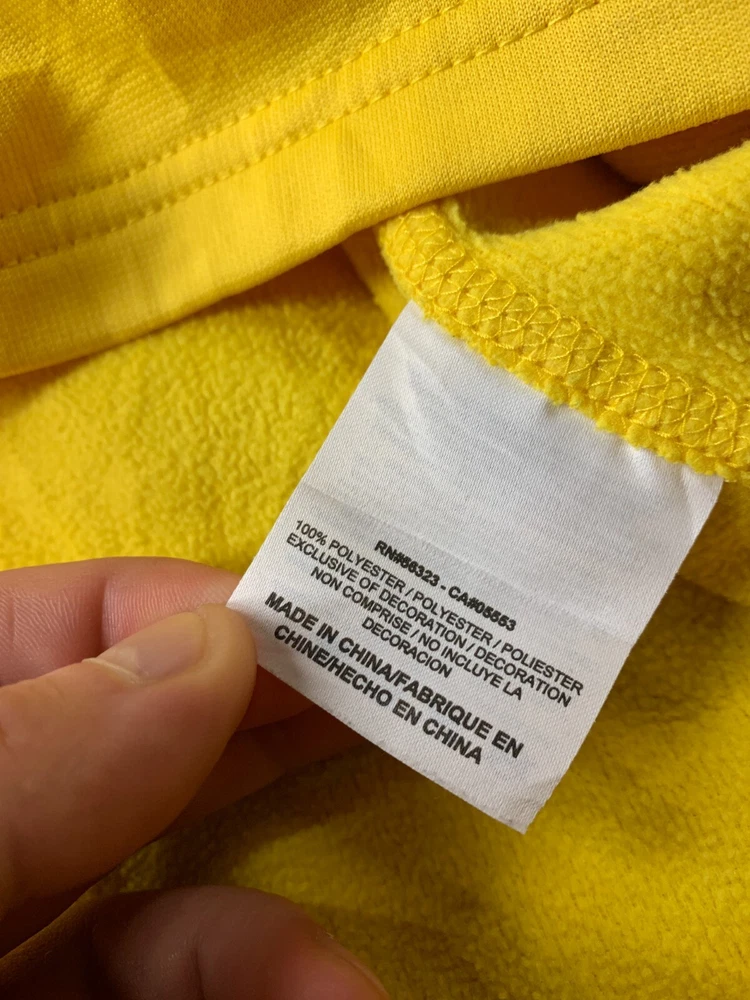 RN#56323 - CA#05553
100% POLYESTER / POLYESTER / POLIESTER
EXCLUSIVE OF DECORATION / DECORATION
NON COMPRISE / NO INCLUYE LA
DECORACION
MADE IN CHINA/FABRIQUE EN
CHINE/HECHO EN CHINA